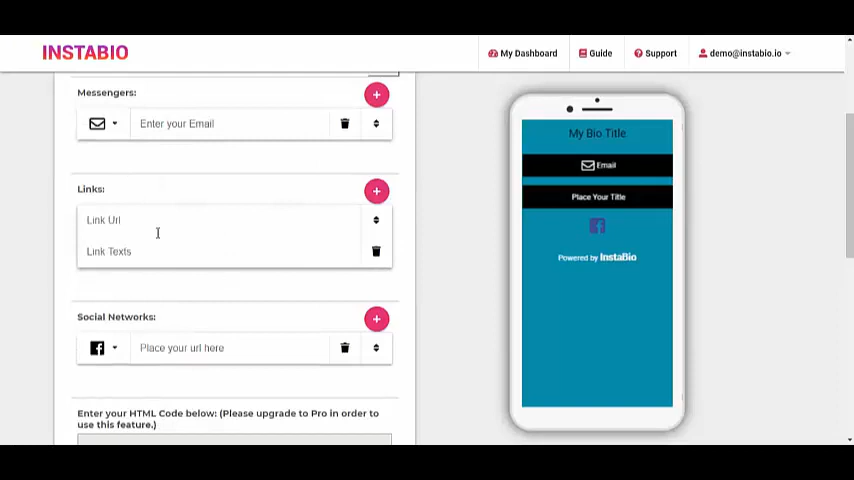 INSTABIO
My Dashboard
Guide
Support
demo@instabio.io
Messengers:
Enter your Email
Links:
Link Url
Link Texts
Social Networks:
Place your url here
Enter your HTML Code below: (Please upgrade to Pro in order to
use this feature.)
My Bio Title
Email
Place Your Title
Powered by InstaBio